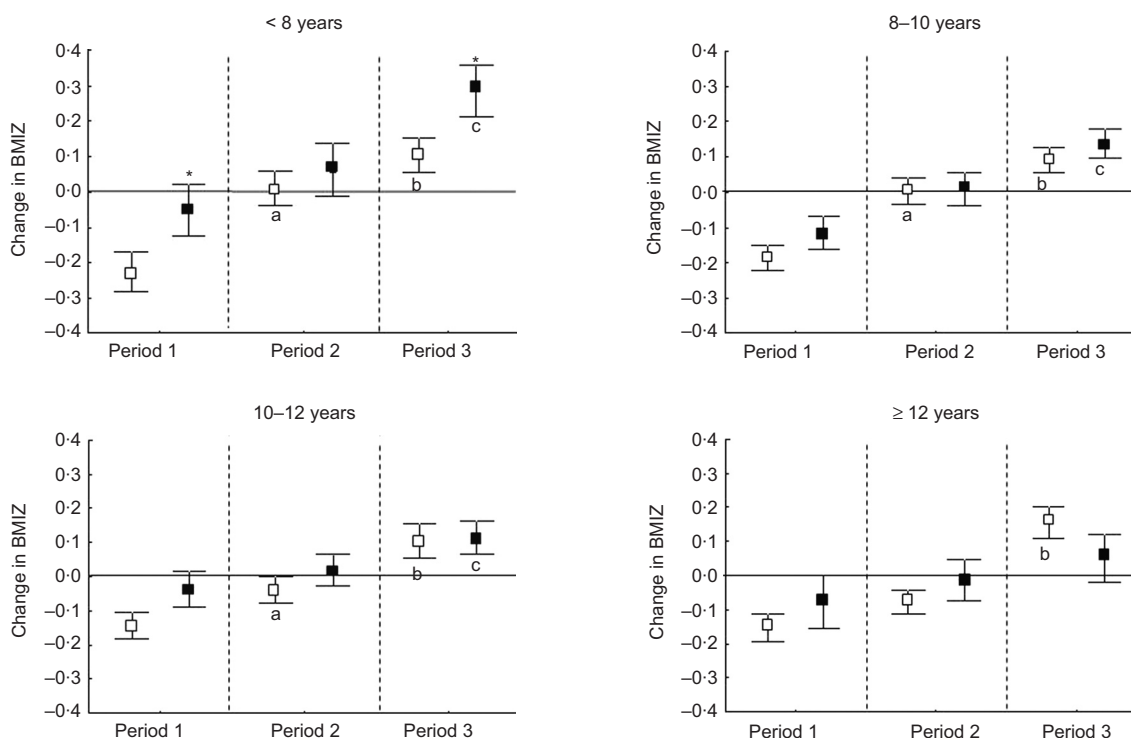 < 8 years
Change in BMIZ
0·4
0·3
0·2
0·1
0·0
–0·1
–0·2
–0·3
–0·4
*
a
b
*
c
Period 1 Period 2 Period 3
8–10 years
Change in BMIZ
0·4
0·3
0·2
0·1
0·0
–0·1
–0·2
–0·3
–0·4
a
b
c
Period 1 Period 2 Period 3
10–12 years
Change in BMIZ
0·4
0·3
0·2
0·1
0·0
–0·1
–0·2
–0·3
–0·4
a
b
c
Period 1 Period 2 Period 3
≥ 12 years
Change in BMIZ
0·4
0·3
0·2
0·1
0·0
–0·1
–0·2
–0·3
–0·4
b
Period 1 Period 2 Period 3